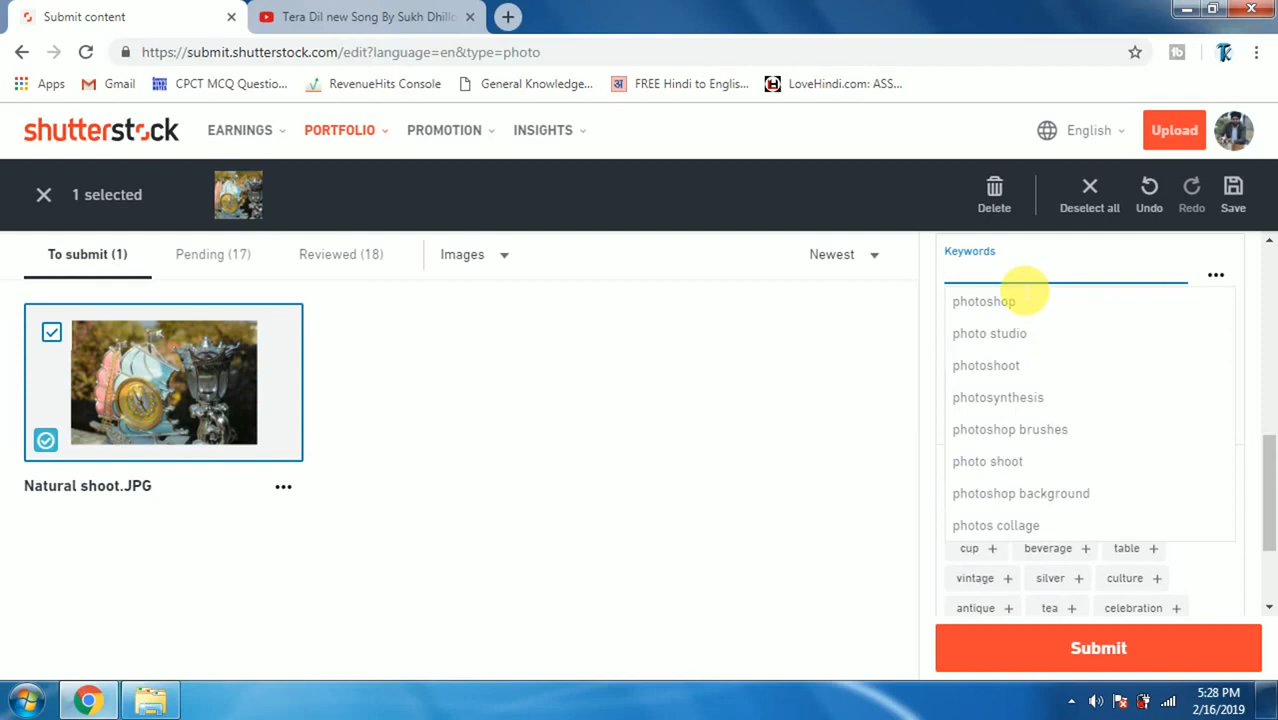 Submit content
Tera Dil new Song By Sukh Dhillo
https://submit.shutterstock.com/edit?language=en&type=photo
Apps
Gmail
CPCT MCQ Questio...
RevenueHits Console
General Knowledge...
FREE Hindi to Englis...
LoveHindi.com: ASS...
shutterstock
EARNINGS
PORTFOLIO
PROMOTION
INSIGHTS
English
Upload
1 selected
Delete
Deselect all
Undo
Redo
Save
To submit (1)
Pending (17)
Reviewed (18)
Images
Newest
Keywords
photoshop
photo studio
photoshoot
photosynthesis
photoshop brushes
photo shoot
photoshop background
photos collage
Natural shoot.JPG
cup + beverage + table +
vintage + silver + culture +
antique + tea + celebration +
Submit
5:28 PM
2/16/2019